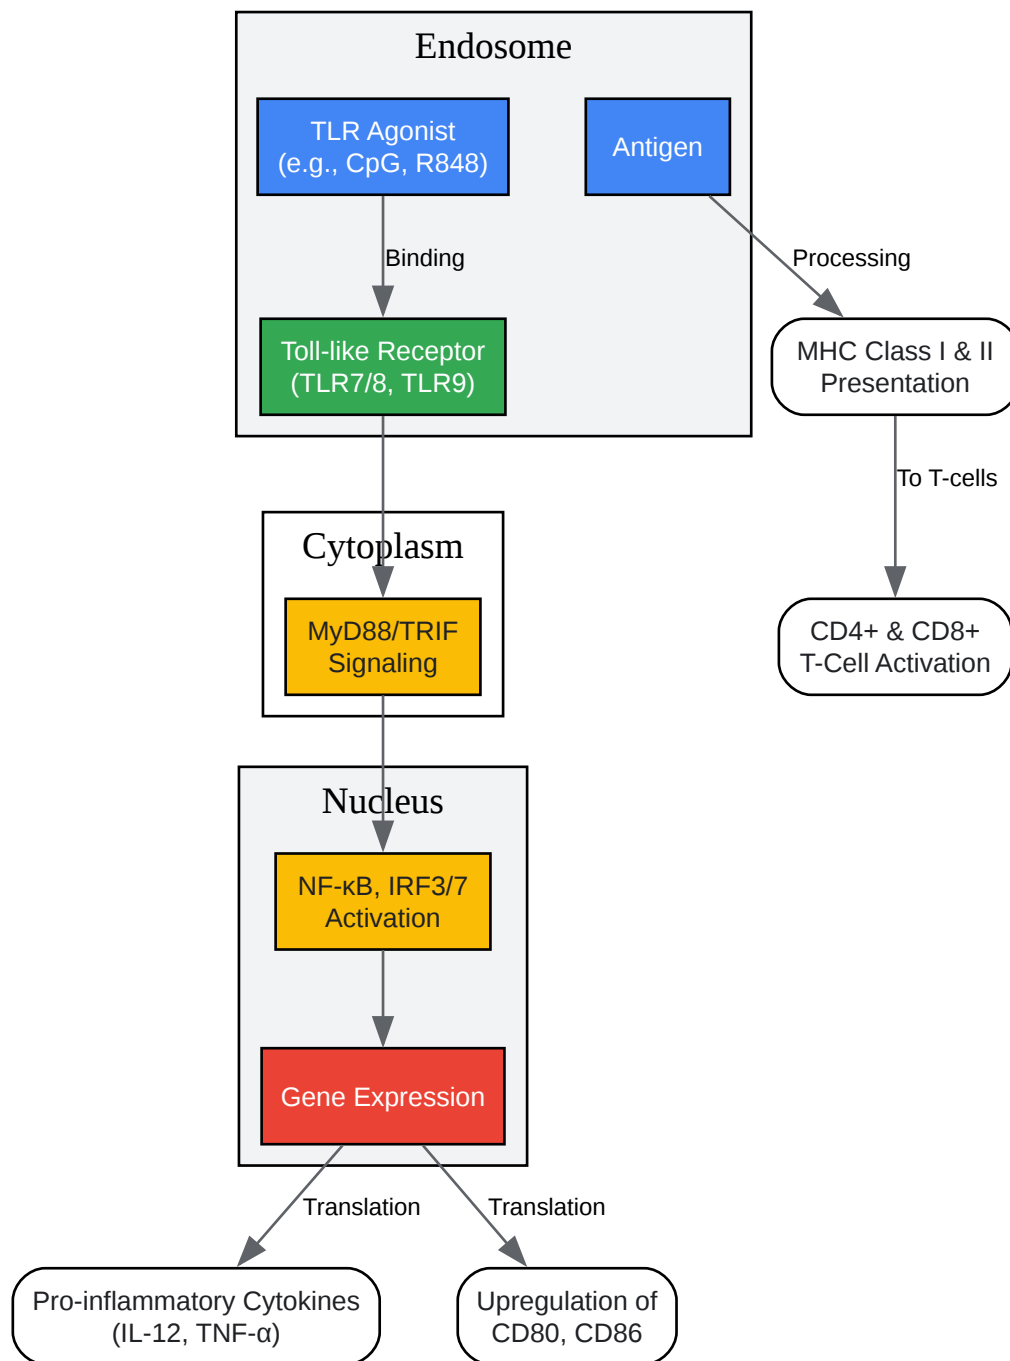 Endosome
TLR Agonist
(e.g., CpG, R848)
Antigen
Binding
Processing
Toll-like Receptor
(TLR7/8, TLR9)
MHC Class I & II
Presentation
To T-cells
Cytoplasm
MyD88/TRIF
Signaling
CD4+ & CD8+
T-Cell Activation
Nucleus
NF-κB, IRF3/7
Activation
Gene Expression
Translation
Translation
Pro-inflammatory Cytokines
(IL-12, TNF-α)
Upregulation of
CD80, CD86